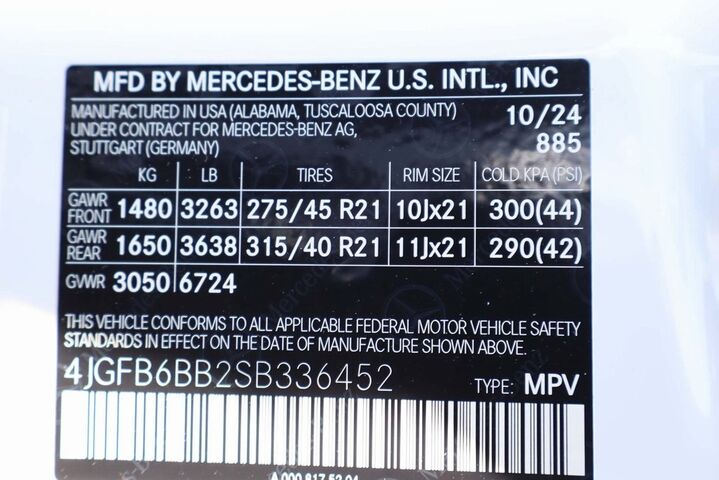 MFD BY MERCEDES-BENZ U.S. INTL., INC
MANUFACTURED IN USA (ALABAMA, TUSCALOOSA COUNTY) 10/24
UNDER CONTRACT FOR MERCEDES-BENZ AG,
STUTTGART (GERMANY) 885
KG LB TIRES RIM SIZE COLD KPA (PSI)
GAWR FRONT 1480 3263 275/45 R21 10Jx21 300(44)
GAWR REAR 1650 3638 315/40 R21 11Jx21 290(42)
GVWR 3050 6724
THIS VEHICLE CONFORMS TO ALL APPLICABLE FEDERAL MOTOR VEHICLE SAFETY
STANDARDS IN EFFECT ON THE DATE OF MANUFACTURE SHOWN ABOVE.
4JGFB6BB2SB336452 TYPE: MPV
A 000 817 52 04